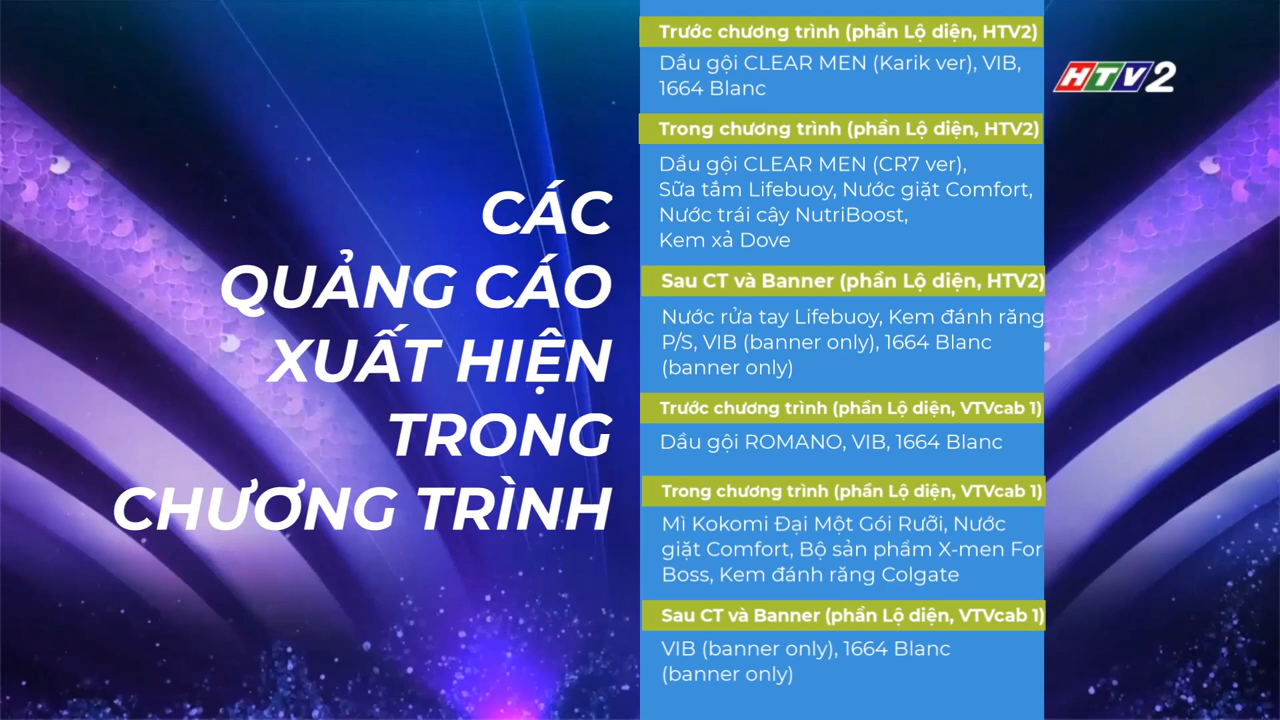 CÁC
QUẢNG CÁO
XUẤT HIỆN
TRONG
CHƯƠNG TRÌNH
Trước chương trình (phần Lộ diện, HTV2)
Dầu gội CLEAR MEN (Karik ver), VIB,
1664 Blanc
Trong chương trình (phần Lộ diện, HTV2)
Dầu gội CLEAR MEN (CR7 ver),
Sữa tắm Lifebuoy, Nước giặt Comfort,
Nước trái cây NutriBoost,
Kem xả Dove
Sau CT và Banner (phần Lộ diện, HTV2)
Nước rửa tay Lifebuoy, Kem đánh răng
P/S, VIB (banner only), 1664 Blanc
(banner only)
Trước chương trình (phần Lộ diện, VTVcab 1)
Dầu gội ROMANO, VIB, 1664 Blanc
Trong chương trình (phần Lộ diện, VTVcab 1)
Mì Kokomi Đại Một Gói Rưỡi, Nước
giặt Comfort, Bộ sản phẩm X-men For
Boss, Kem đánh răng Colgate
Sau CT và Banner (phần Lộ diện, VTVcab 1)
VIB (banner only), 1664 Blanc
(banner only)
HTV2